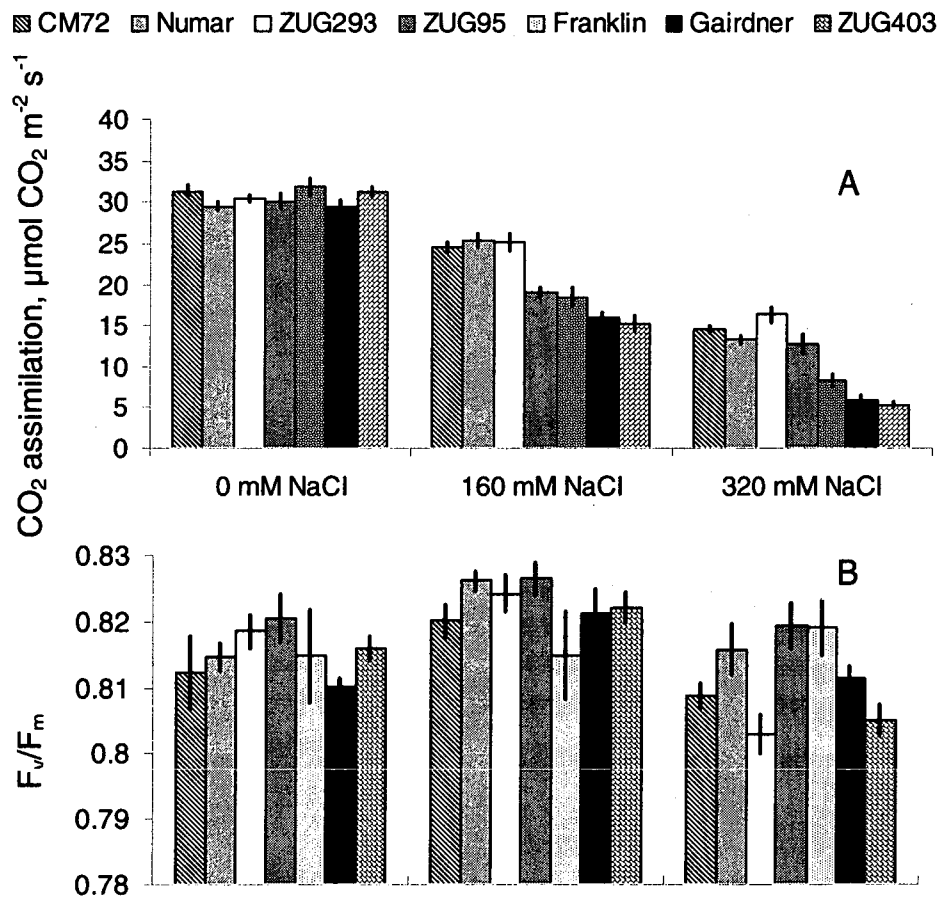 CM72 Numar ZUG293 ZUG95 Franklin Gairdner ZUG403
CO₂ assimilation, µmol CO₂ m⁻² s⁻¹
40
35
30
25
20
15
10
5
0
A
0 mM NaCl 160 mM NaCl 320 mM NaCl
Fᵥ/Fₘ
0.83
0.82
0.81
0.8
0.79
0.78
B